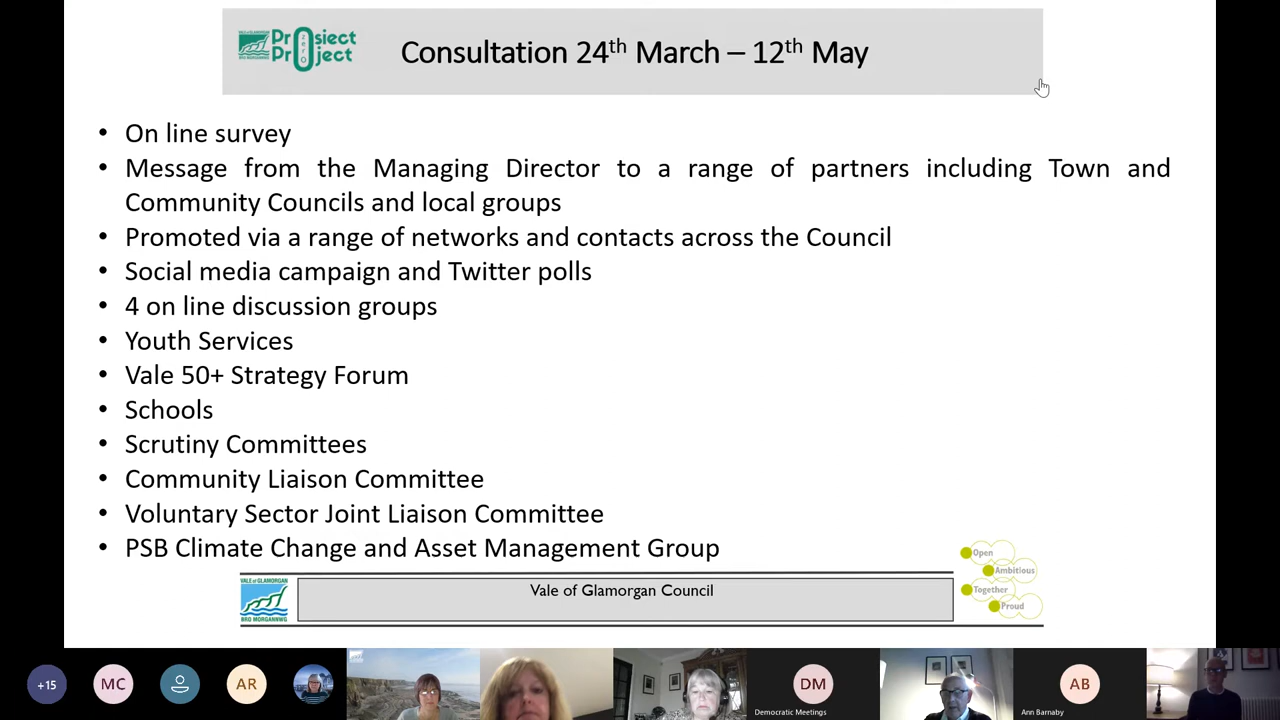 Prosiect
zero
Project
Consultation 24th March – 12th May
• On line survey
• Message from the Managing Director to a range of partners including Town and
Community Councils and local groups
• Promoted via a range of networks and contacts across the Council
• Social media campaign and Twitter polls
• 4 on line discussion groups
• Youth Services
• Vale 50+ Strategy Forum
• Schools
• Scrutiny Committees
• Community Liaison Committee
• Voluntary Sector Joint Liaison Committee
• PSB Climate Change and Asset Management Group
VALE of GLAMORGAN
BRO MORGANNWG
Vale of Glamorgan Council
Open
Ambitious
Together
Proud
+15
MC
AR
DM
Democratic Meetings
AB
Ann Barnaby